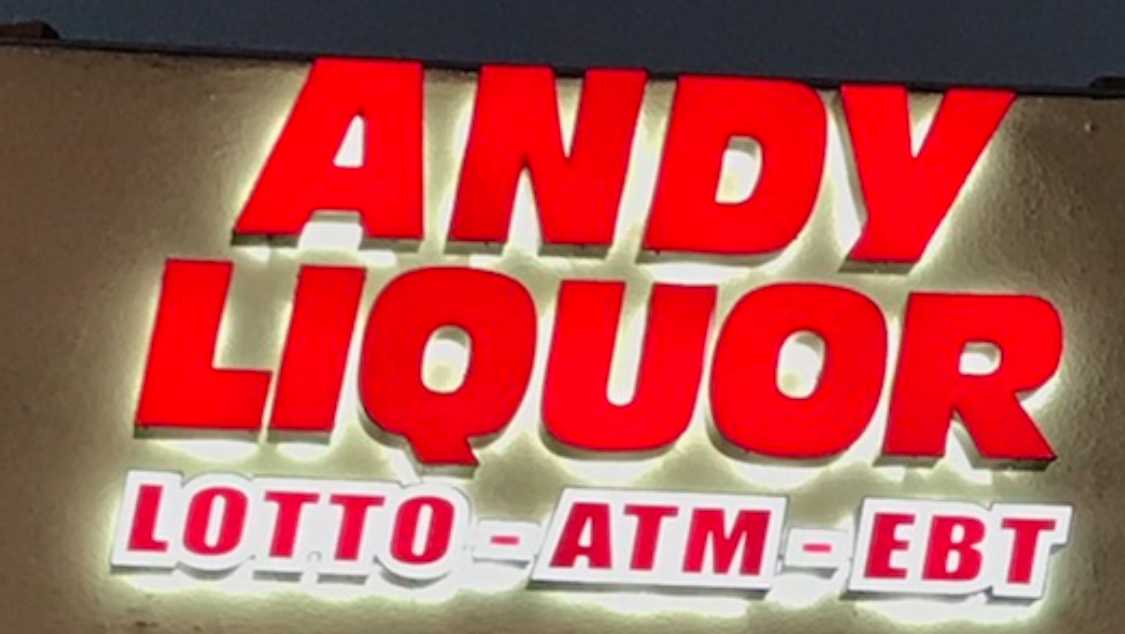 ANDY
LIQUOR
LOTTO - ATM - EBT